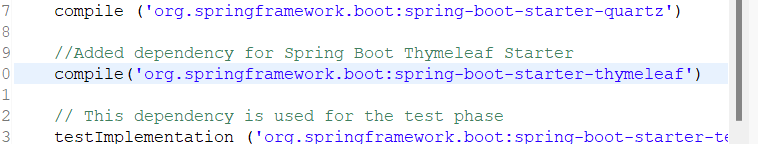 7 compile ('org.springframework.boot:spring-boot-starter-quartz')
8
9 //Added dependency for Spring Boot Thymeleaf Starter
0 compile('org.springframework.boot:spring-boot-starter-thymeleaf')
1
2 // This dependency is used for the test phase
3 testImplementation ('org.springframework.boot:spring-boot-starter-te